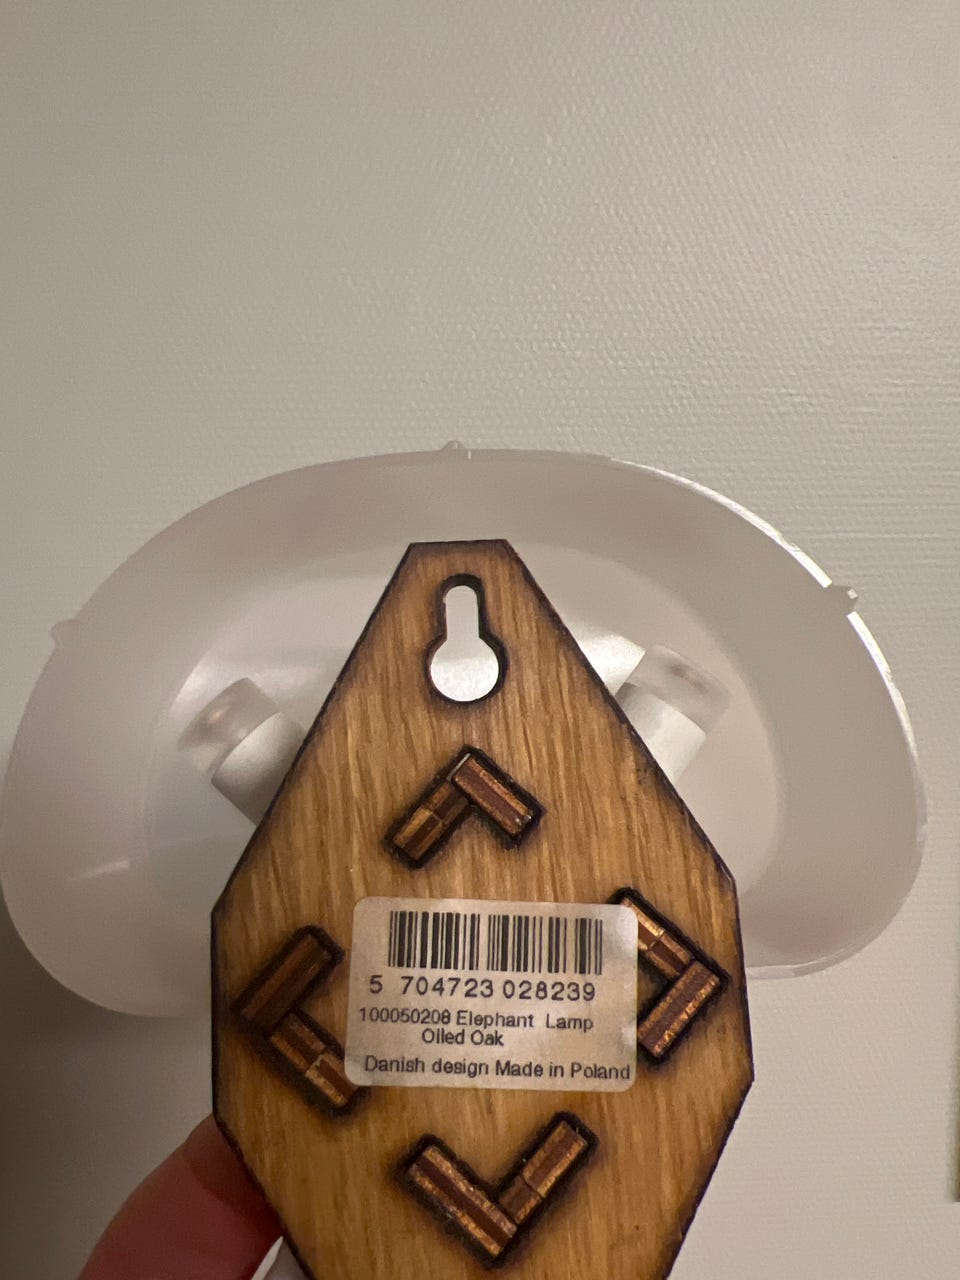 5 704723 028239
100050208 Elephant Lamp
Oiled Oak
Danish design Made in Poland